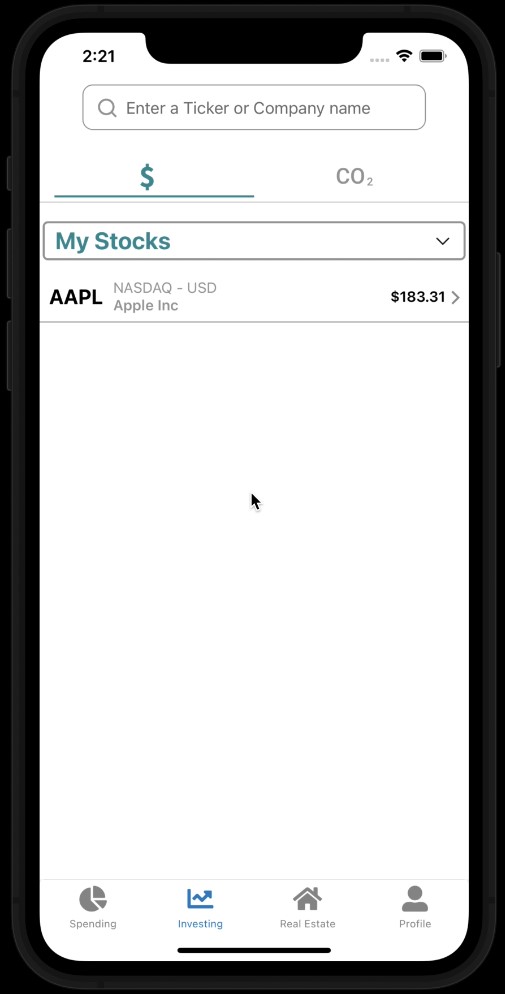 2:21
Enter a Ticker or Company name
$ CO₂
My Stocks
AAPL NASDAQ - USD $183.31
Apple Inc
Spending Investing Real Estate Profile